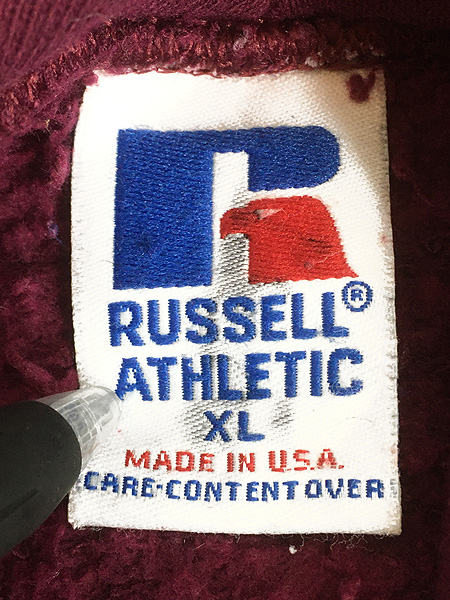 RUSSELL®
ATHLETIC
XL
MADE IN U.S.A.
CARE-CONTENT OVER